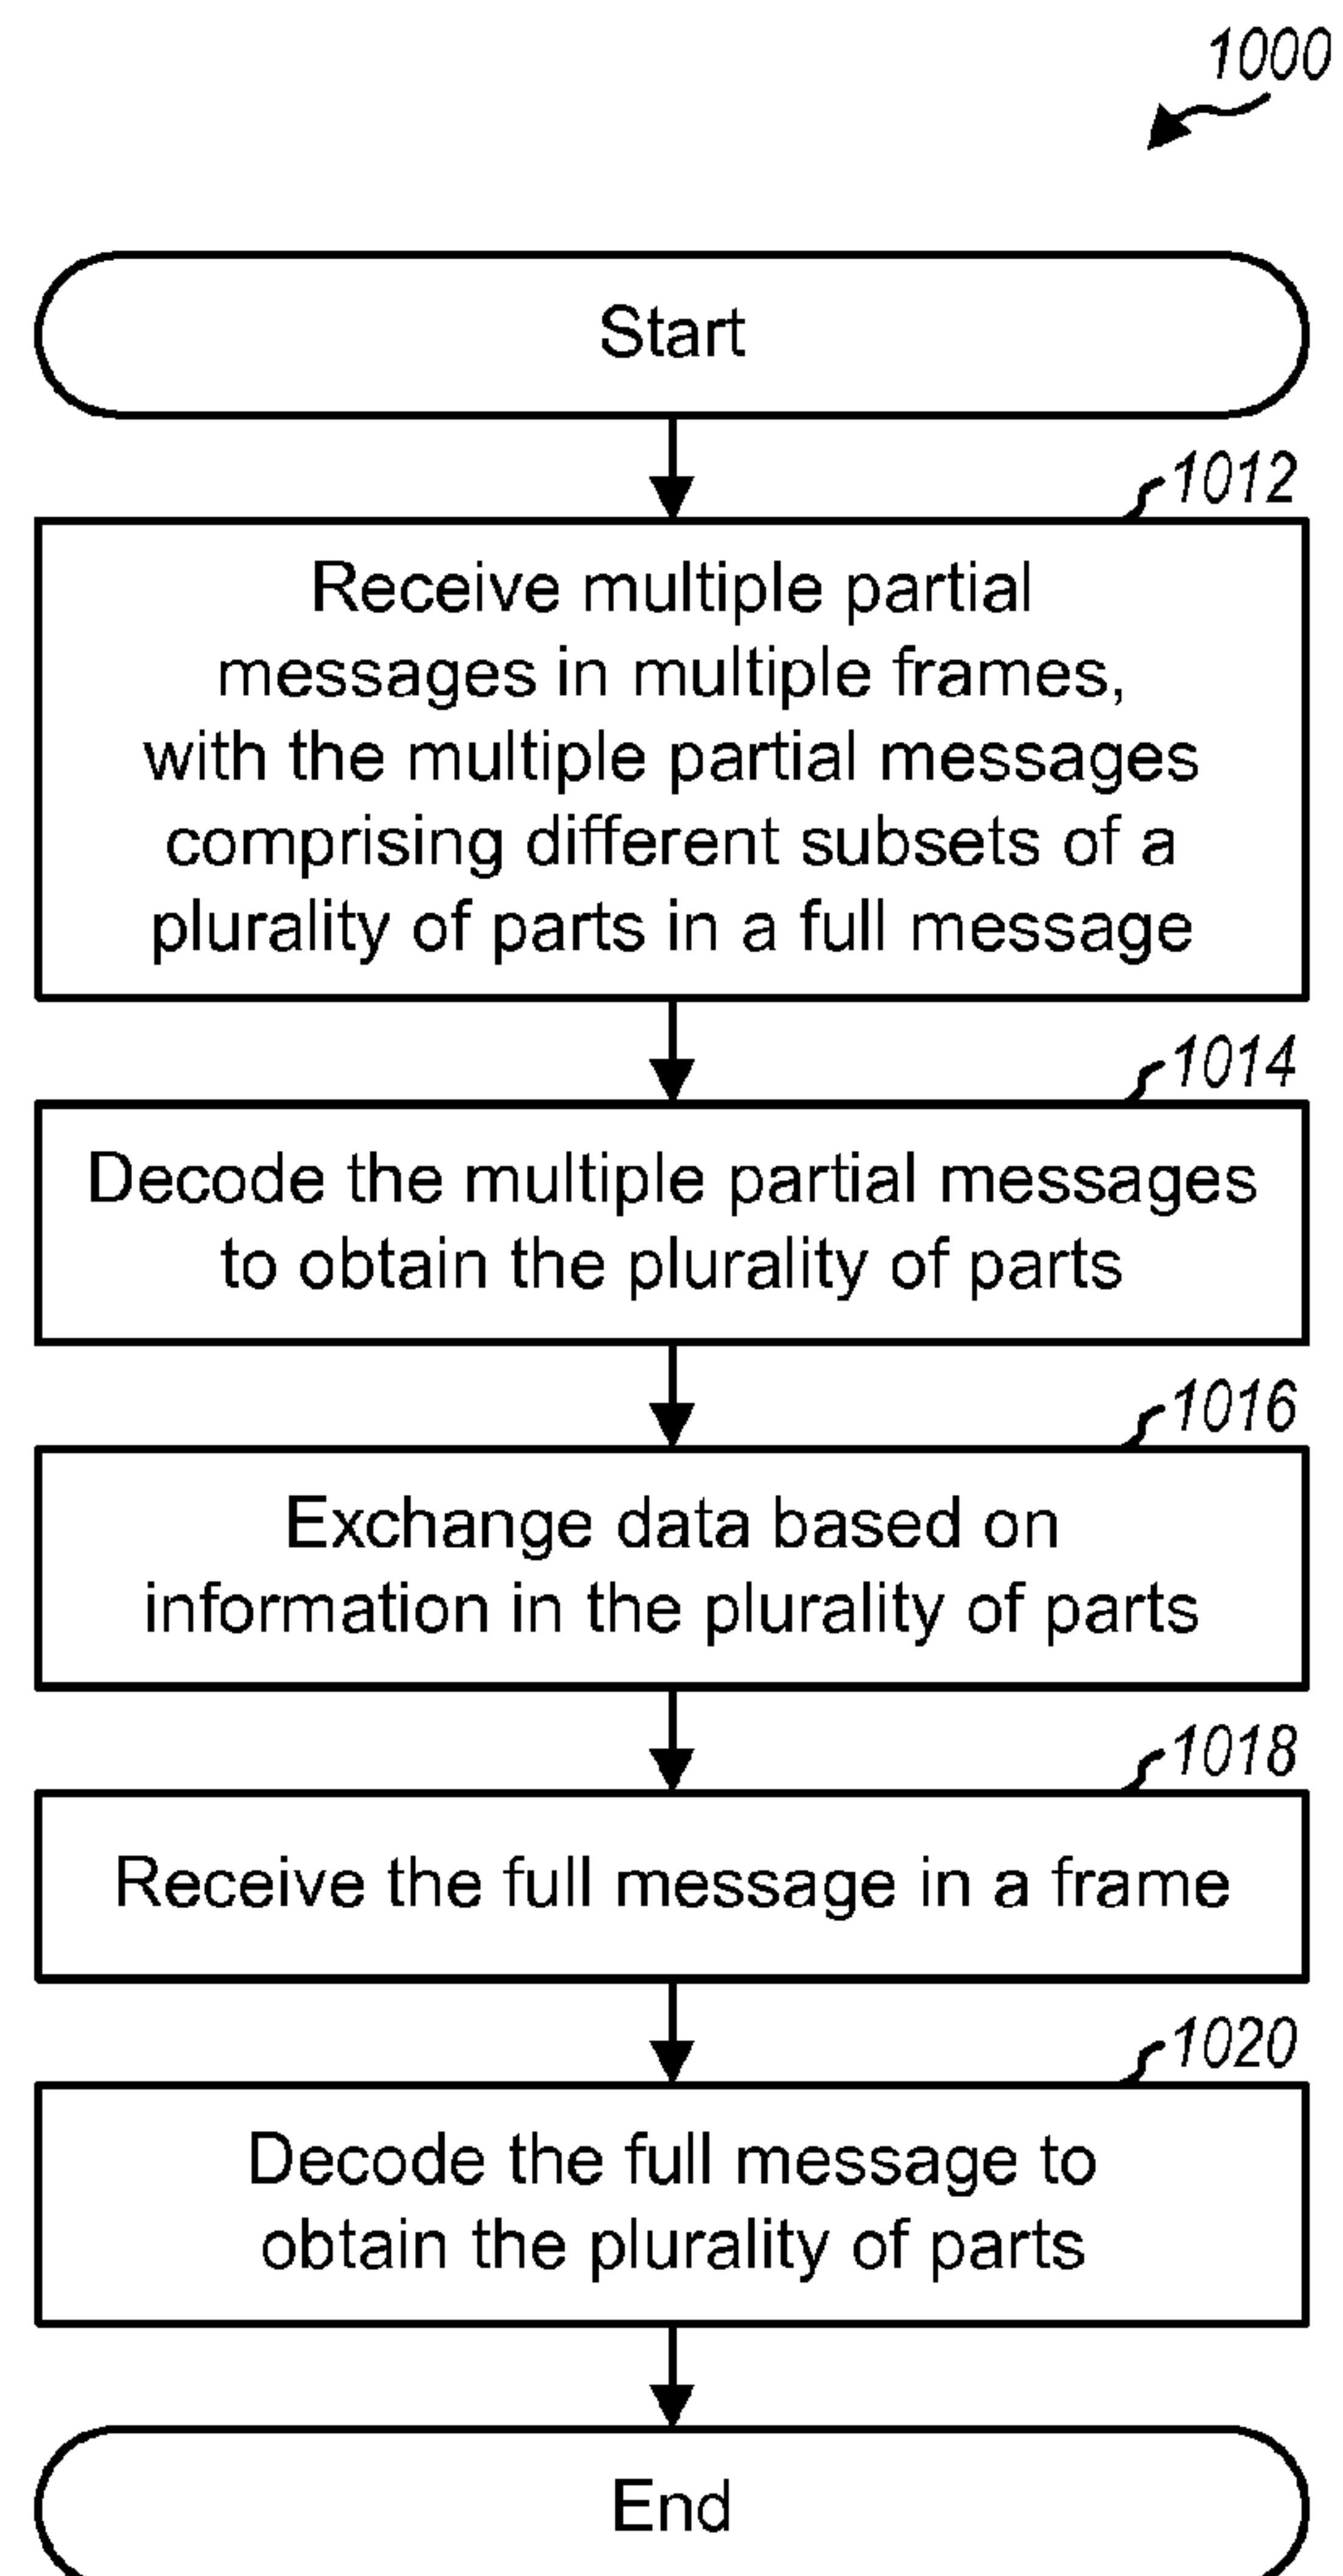 1000
Start
1012
Receive multiple partial
messages in multiple frames,
with the multiple partial messages
comprising different subsets of a
plurality of parts in a full message
1014
Decode the multiple partial messages
to obtain the plurality of parts
1016
Exchange data based on
information in the plurality of parts
1018
Receive the full message in a frame
1020
Decode the full message to
obtain the plurality of parts
End